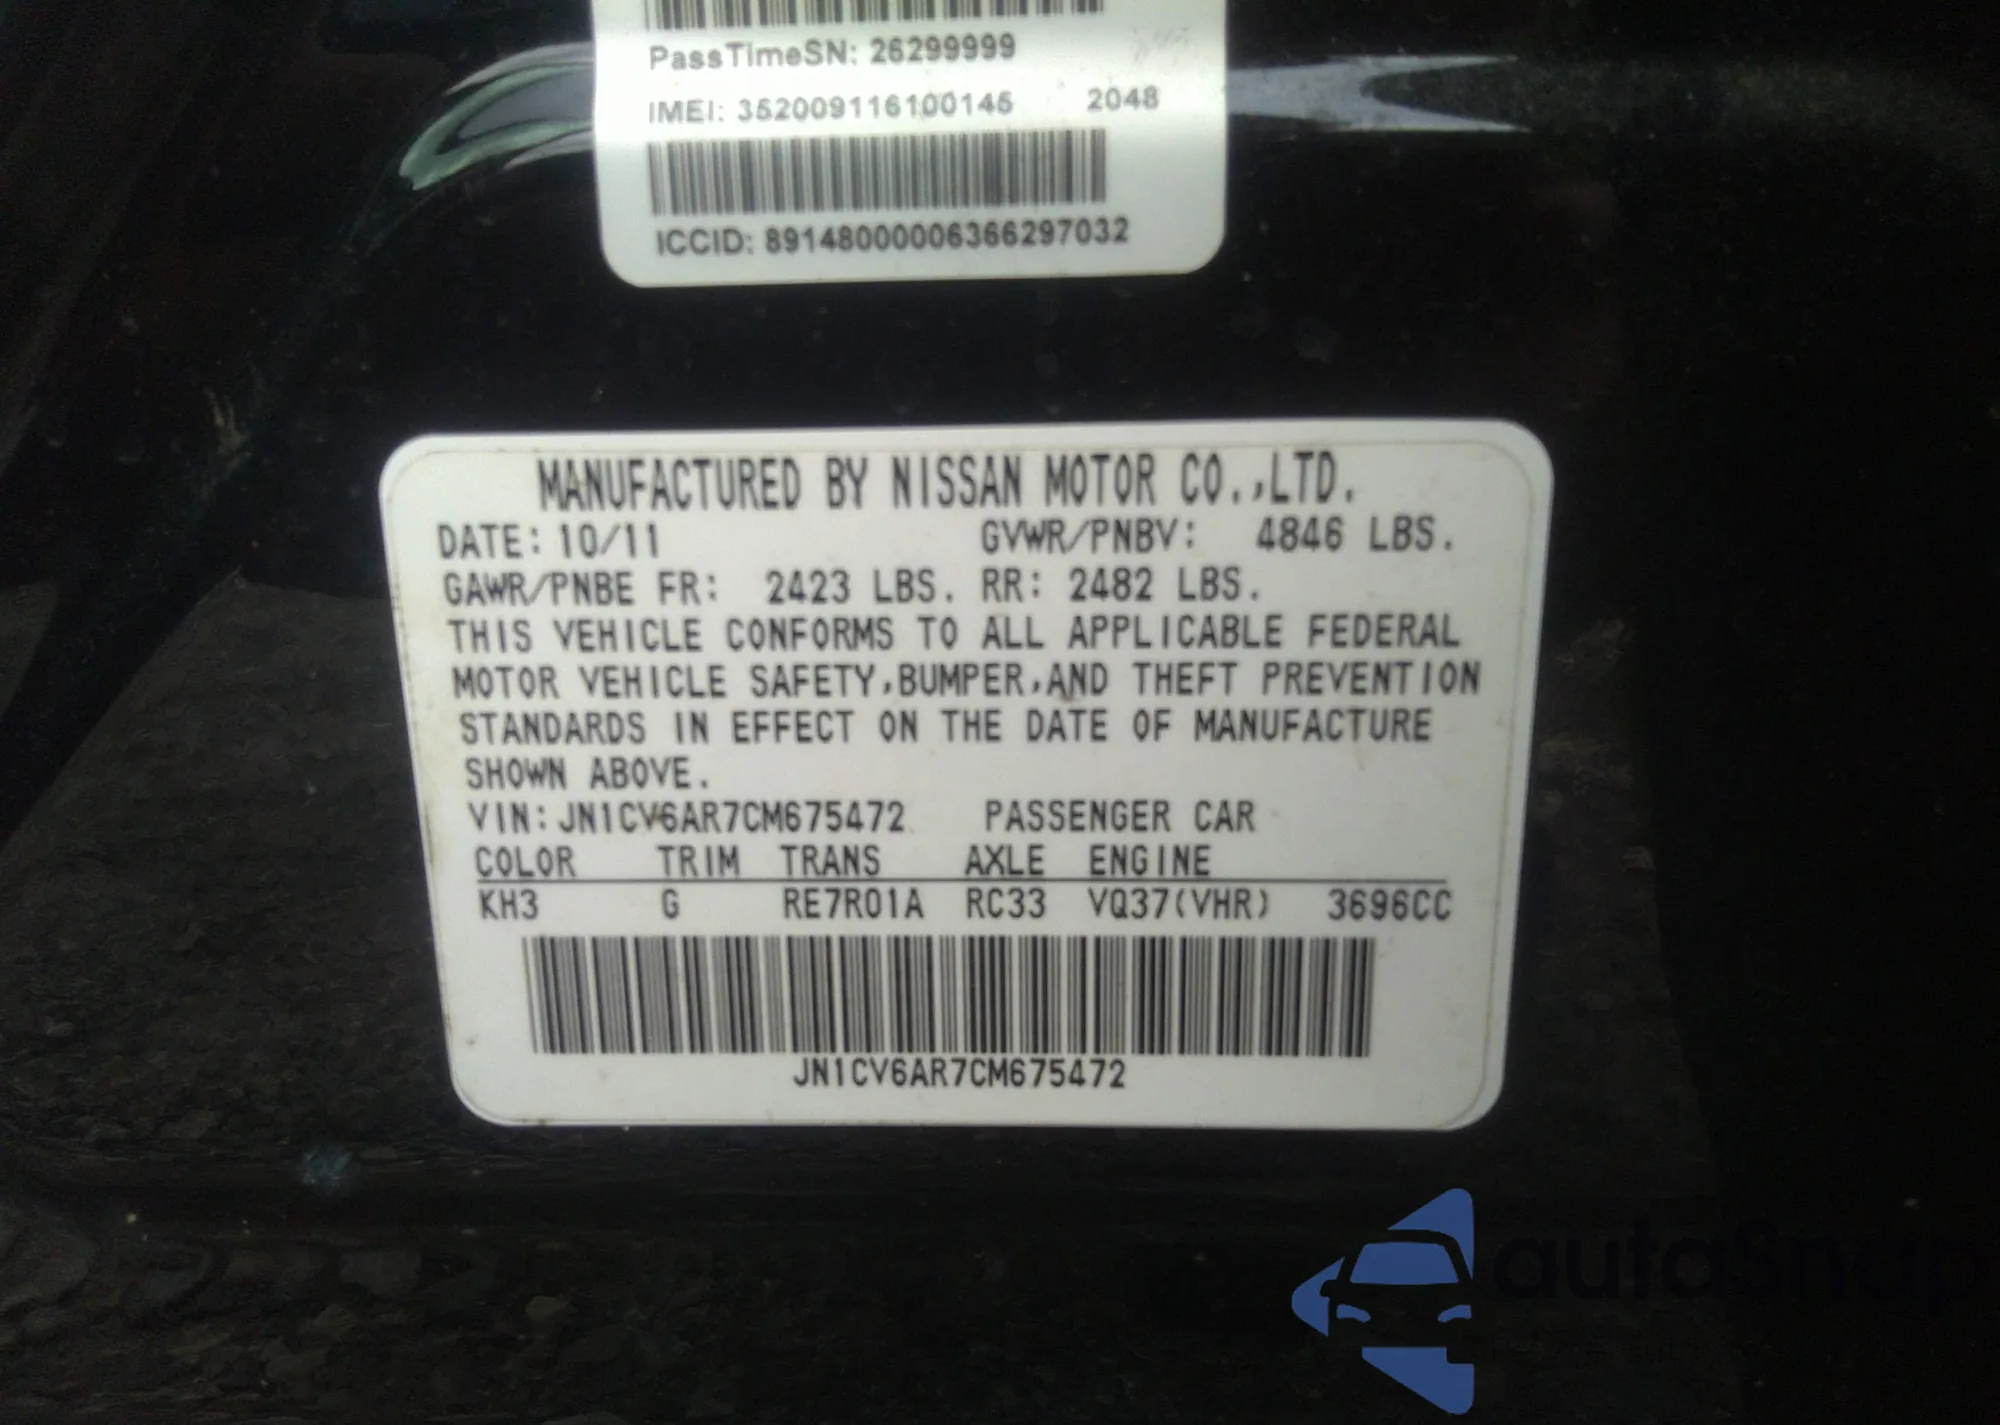 PassTimeSN: 26299999
IMEI: 352009116100145 2048
ICCID: 89148000006366297032
MANUFACTURED BY NISSAN MOTOR CO.,LTD.
DATE: 10/11 GVWR/PNBV: 4846 LBS.
GAWR/PNBE FR: 2423 LBS. RR: 2482 LBS.
THIS VEHICLE CONFORMS TO ALL APPLICABLE FEDERAL
MOTOR VEHICLE SAFETY,BUMPER,AND THEFT PREVENTION
STANDARDS IN EFFECT ON THE DATE OF MANUFACTURE
SHOWN ABOVE.
VIN: JN1CV6AR7CM675472 PASSENGER CAR
COLOR TRIM TRANS AXLE ENGINE
KH3 G RE7R01A RC33 VQ37(VHR) 3696CC
JN1CV6AR7CM675472
autoSnap